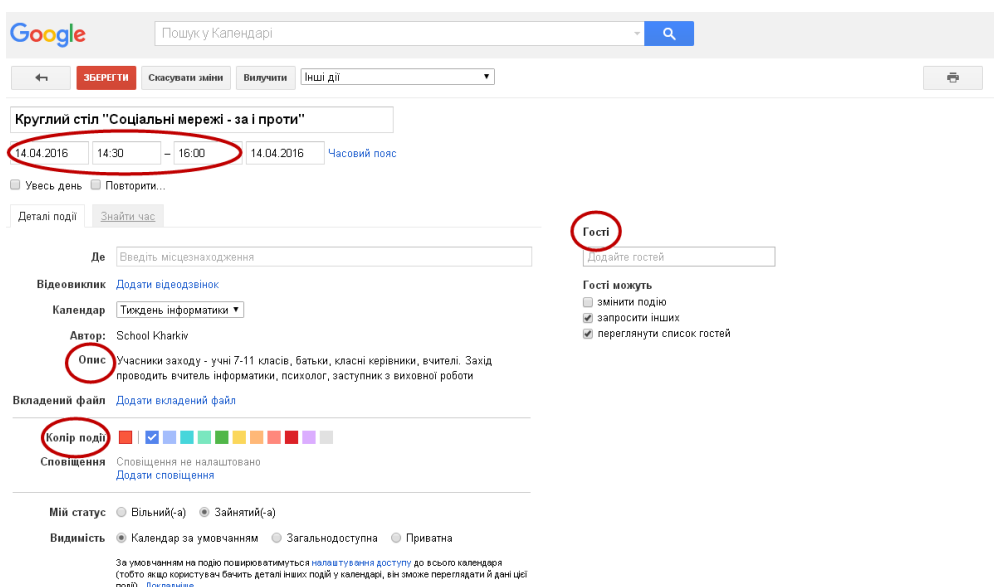 Google
Пошук у Календарі
ЗБЕРЕГТИ Скасувати зміни Вилучити Інші дії
Круглий стіл "Соціальні мережі - за і проти"
14.04.2016 14:30 – 16:00 14.04.2016 Часовий пояс
Увесь день Повторити...
Деталі події Знайти час
Де Введіть місцезнаходження
Відеовиклик Додати відеодзвінок
Календар Тиждень інформатики
Автор: School Kharkiv
Опис Учасники заходу - учні 7-11 класів, батьки, класні керівники, вчителі. Захід
проводить вчитель інформатики, психолог, заступник з виховної роботи
Вкладений файл Додати вкладений файл
Колір події
Сповіщення Сповіщення не налаштовано
Додати сповіщення
Мій статус Вільний(-а) Зайнятий(-а)
Видимість Календар за умовчанням Загальнодоступна Приватна
За умовчанням на подію поширюватимуться налаштування доступу до всього календаря
(тобто якщо користувач бачить деталі інших подій у календарі, він зможе переглядати й дані цієї
події). Докладніше
Гості
Додайте гостей
Гості можуть
змінити подію
запросити інших
переглянути список гостей